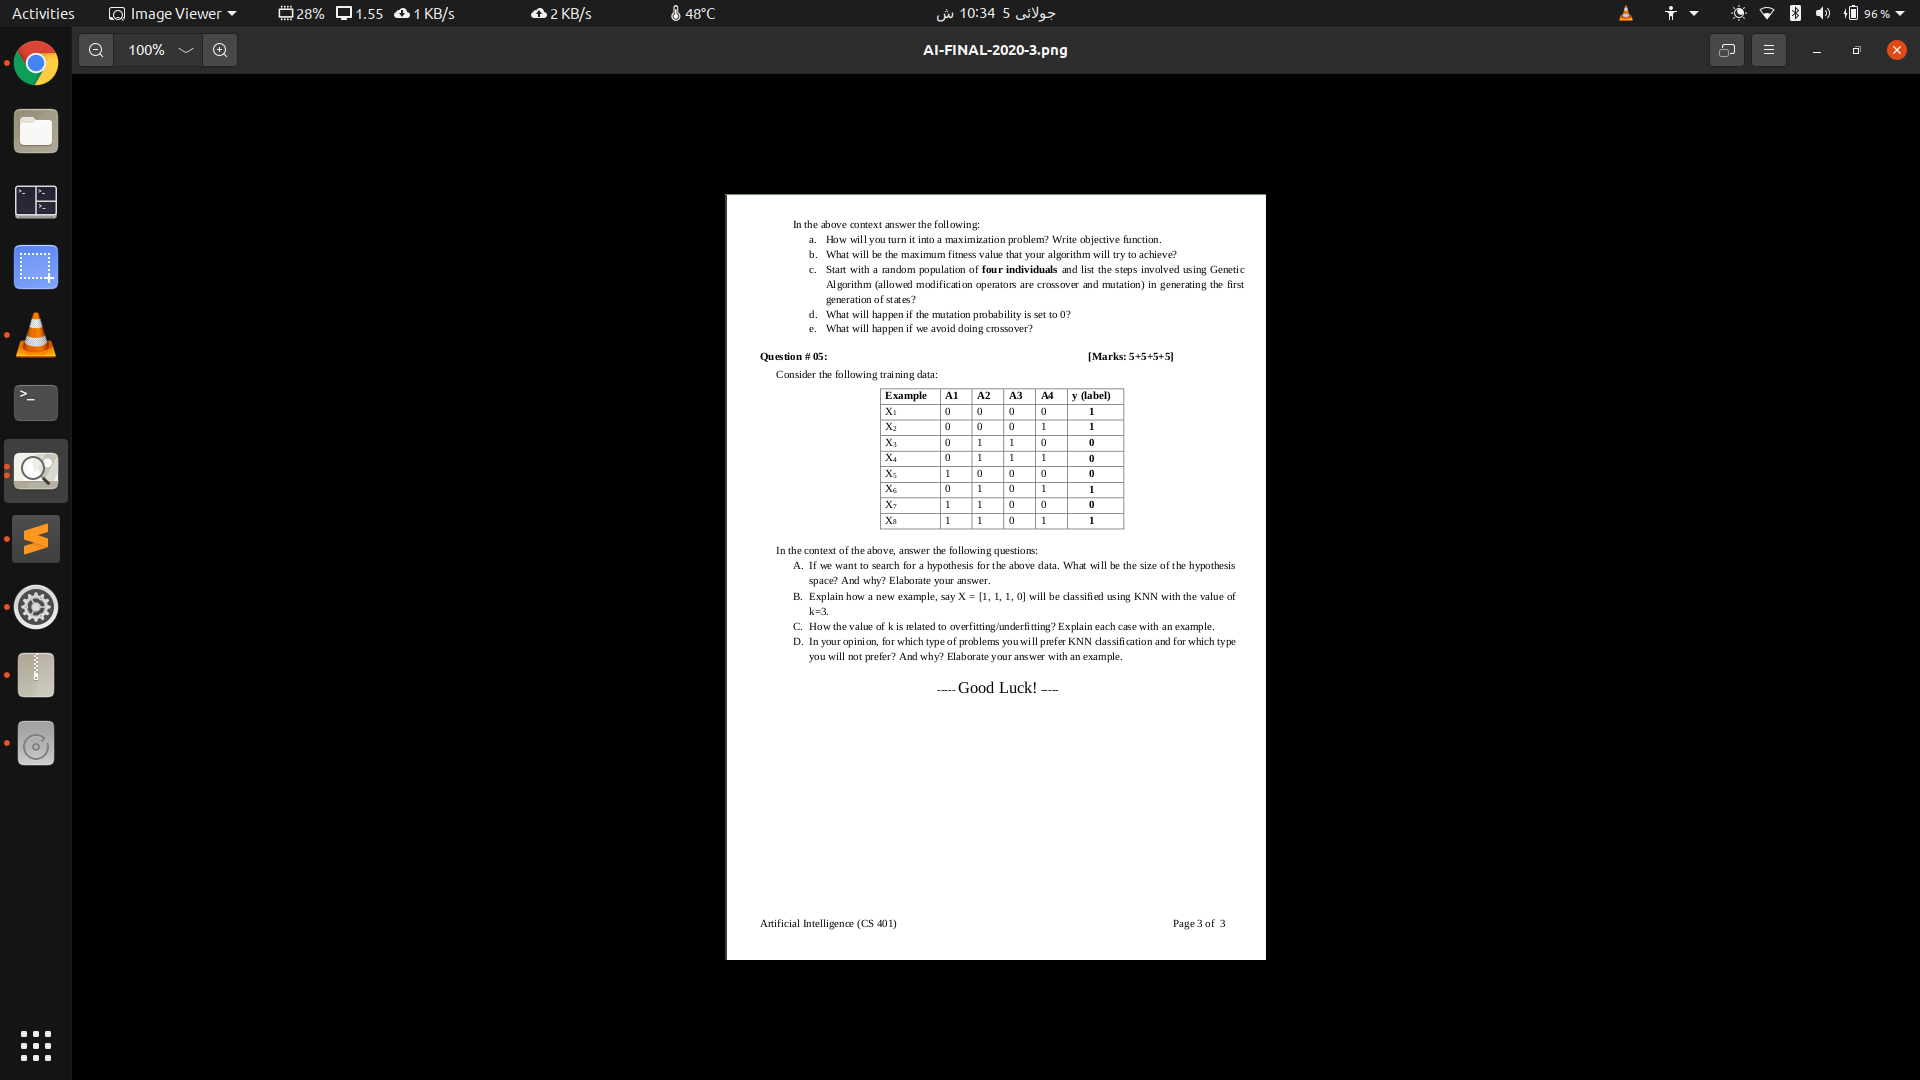 Activities Image Viewer 28% 1.55 1 KB/s 2 KB/s 48°C جولائی 5 10:34 ش 96 %
100% AI-FINAL-2020-3.png
In the above context answer the following:
a. How will you turn it into a maximization problem? Write objective function.
b. What will be the maximum fitness value that your algorithm will try to achieve?
c. Start with a random population of four individuals and list the steps involved using Genetic
Algorithm (allowed modification operators are crossover and mutation) in generating the first
generation of states?
d. What will happen if the mutation probability is set to 0?
e. What will happen if we avoid doing crossover?
Question # 05: [Marks: 5+5+5+5]
Consider the following training data:
Example A1 A2 A3 A4 y (label)
X1 0 0 0 0 1
X2 0 0 0 1 1
X3 0 1 1 0 0
X4 0 1 1 1 0
X5 1 0 0 0 0
X6 0 1 0 1 1
X7 1 1 0 0 0
X8 1 1 0 1 1
In the context of the above, answer the following questions:
A. If we want to search for a hypothesis for the above data. What will be the size of the hypothesis
space? And why? Elaborate your answer.
B. Explain how a new example, say X = [1, 1, 1, 0] will be classified using KNN with the value of
k=3.
C. How the value of k is related to overfitting/underfitting? Explain each case with an example.
D. In your opinion, for which type of problems you will prefer KNN classification and for which type
you will not prefer? And why? Elaborate your answer with an example.
----- Good Luck! -----
Artificial Intelligence (CS 401) Page 3 of 3